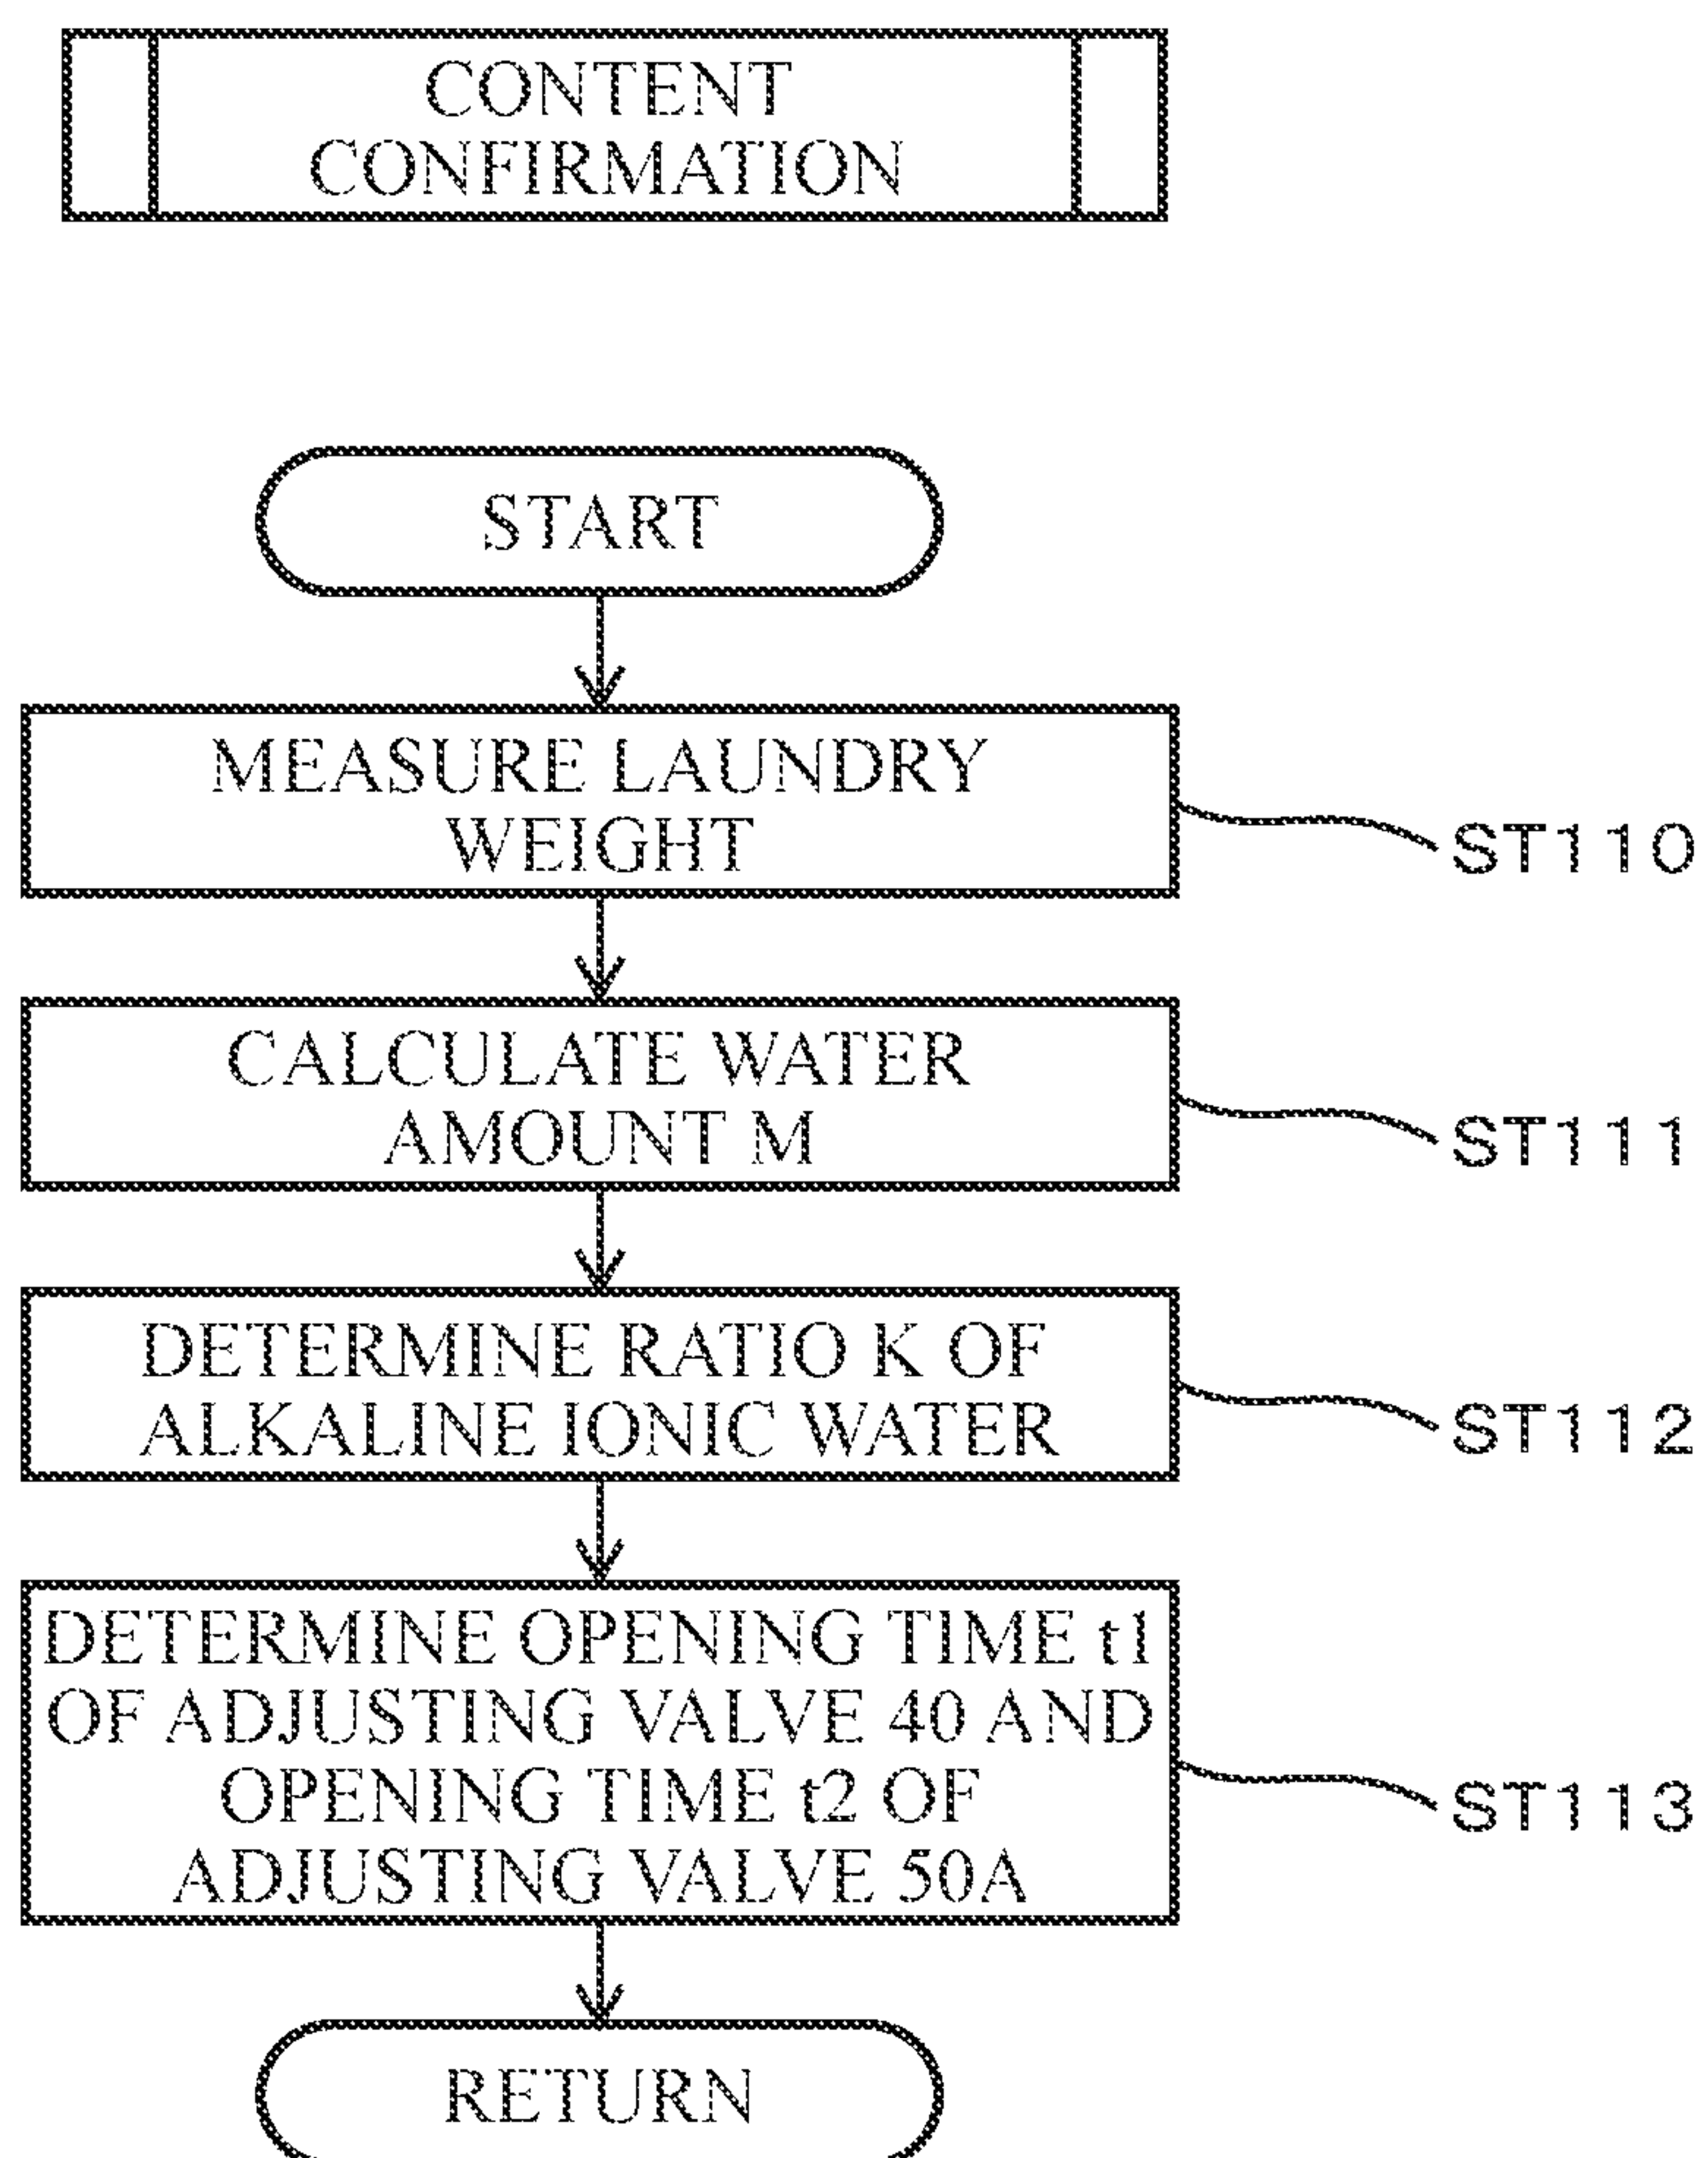 CONTENT
CONFIRMATION
START
MEASURE LAUNDRY
WEIGHT
ST110
CALCULATE WATER
AMOUNT M
ST111
DETERMINE RATIO K OF
ALKALINE IONIC WATER
ST112
DETERMINE OPENING TIME t1
OF ADJUSTING VALVE 40 AND
OPENING TIME t2 OF
ADJUSTING VALVE 50A
ST113
RETURN